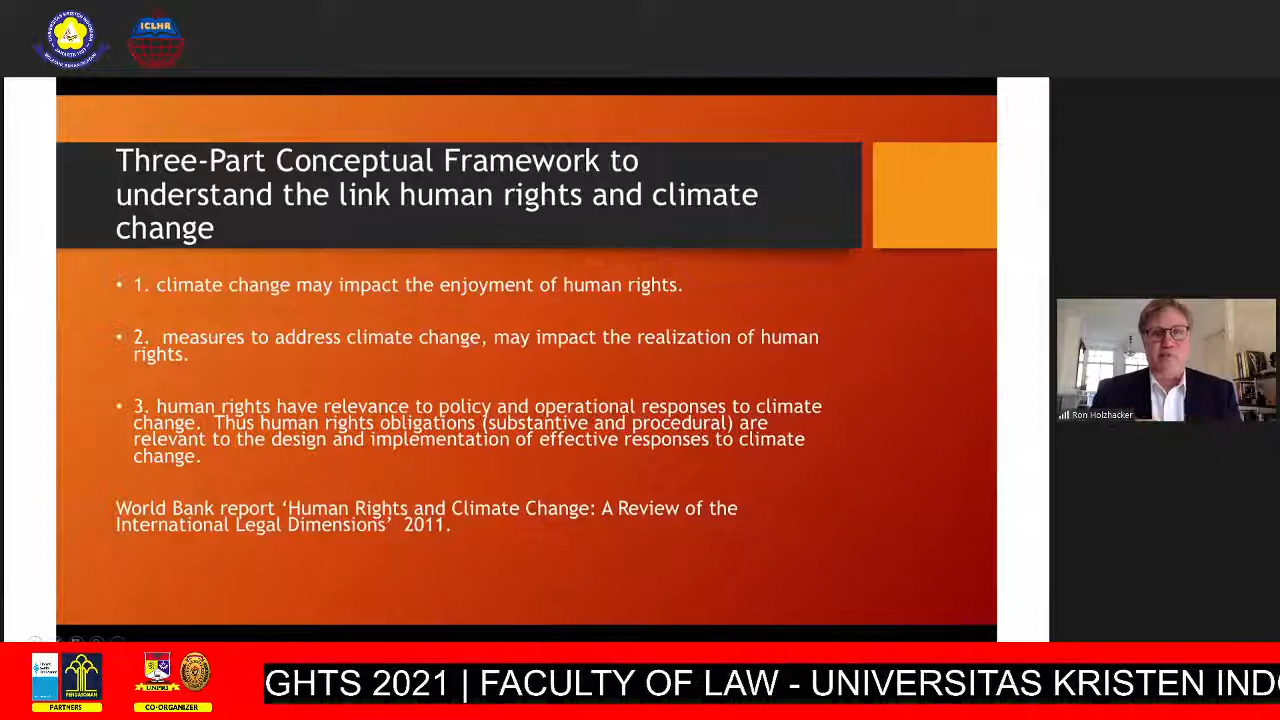 ICLHR
Three-Part Conceptual Framework to
understand the link human rights and climate
change
• 1. climate change may impact the enjoyment of human rights.
• 2.  measures to address climate change, may impact the realization of human
rights.
• 3. human rights have relevance to policy and operational responses to climate
change.  Thus human rights obligations (substantive and procedural) are
relevant to the design and implementation of effective responses to climate
change.
World Bank report ‘Human Rights and Climate Change: A Review of the
International Legal Dimensions’  2011.
Ron Holzhacker
PENGAYOMAN
UNPRI
PARTNERS
CO-ORGANIZER
GHTS 2021 | FACULTY OF LAW - UNIVERSITAS KRISTEN INDO